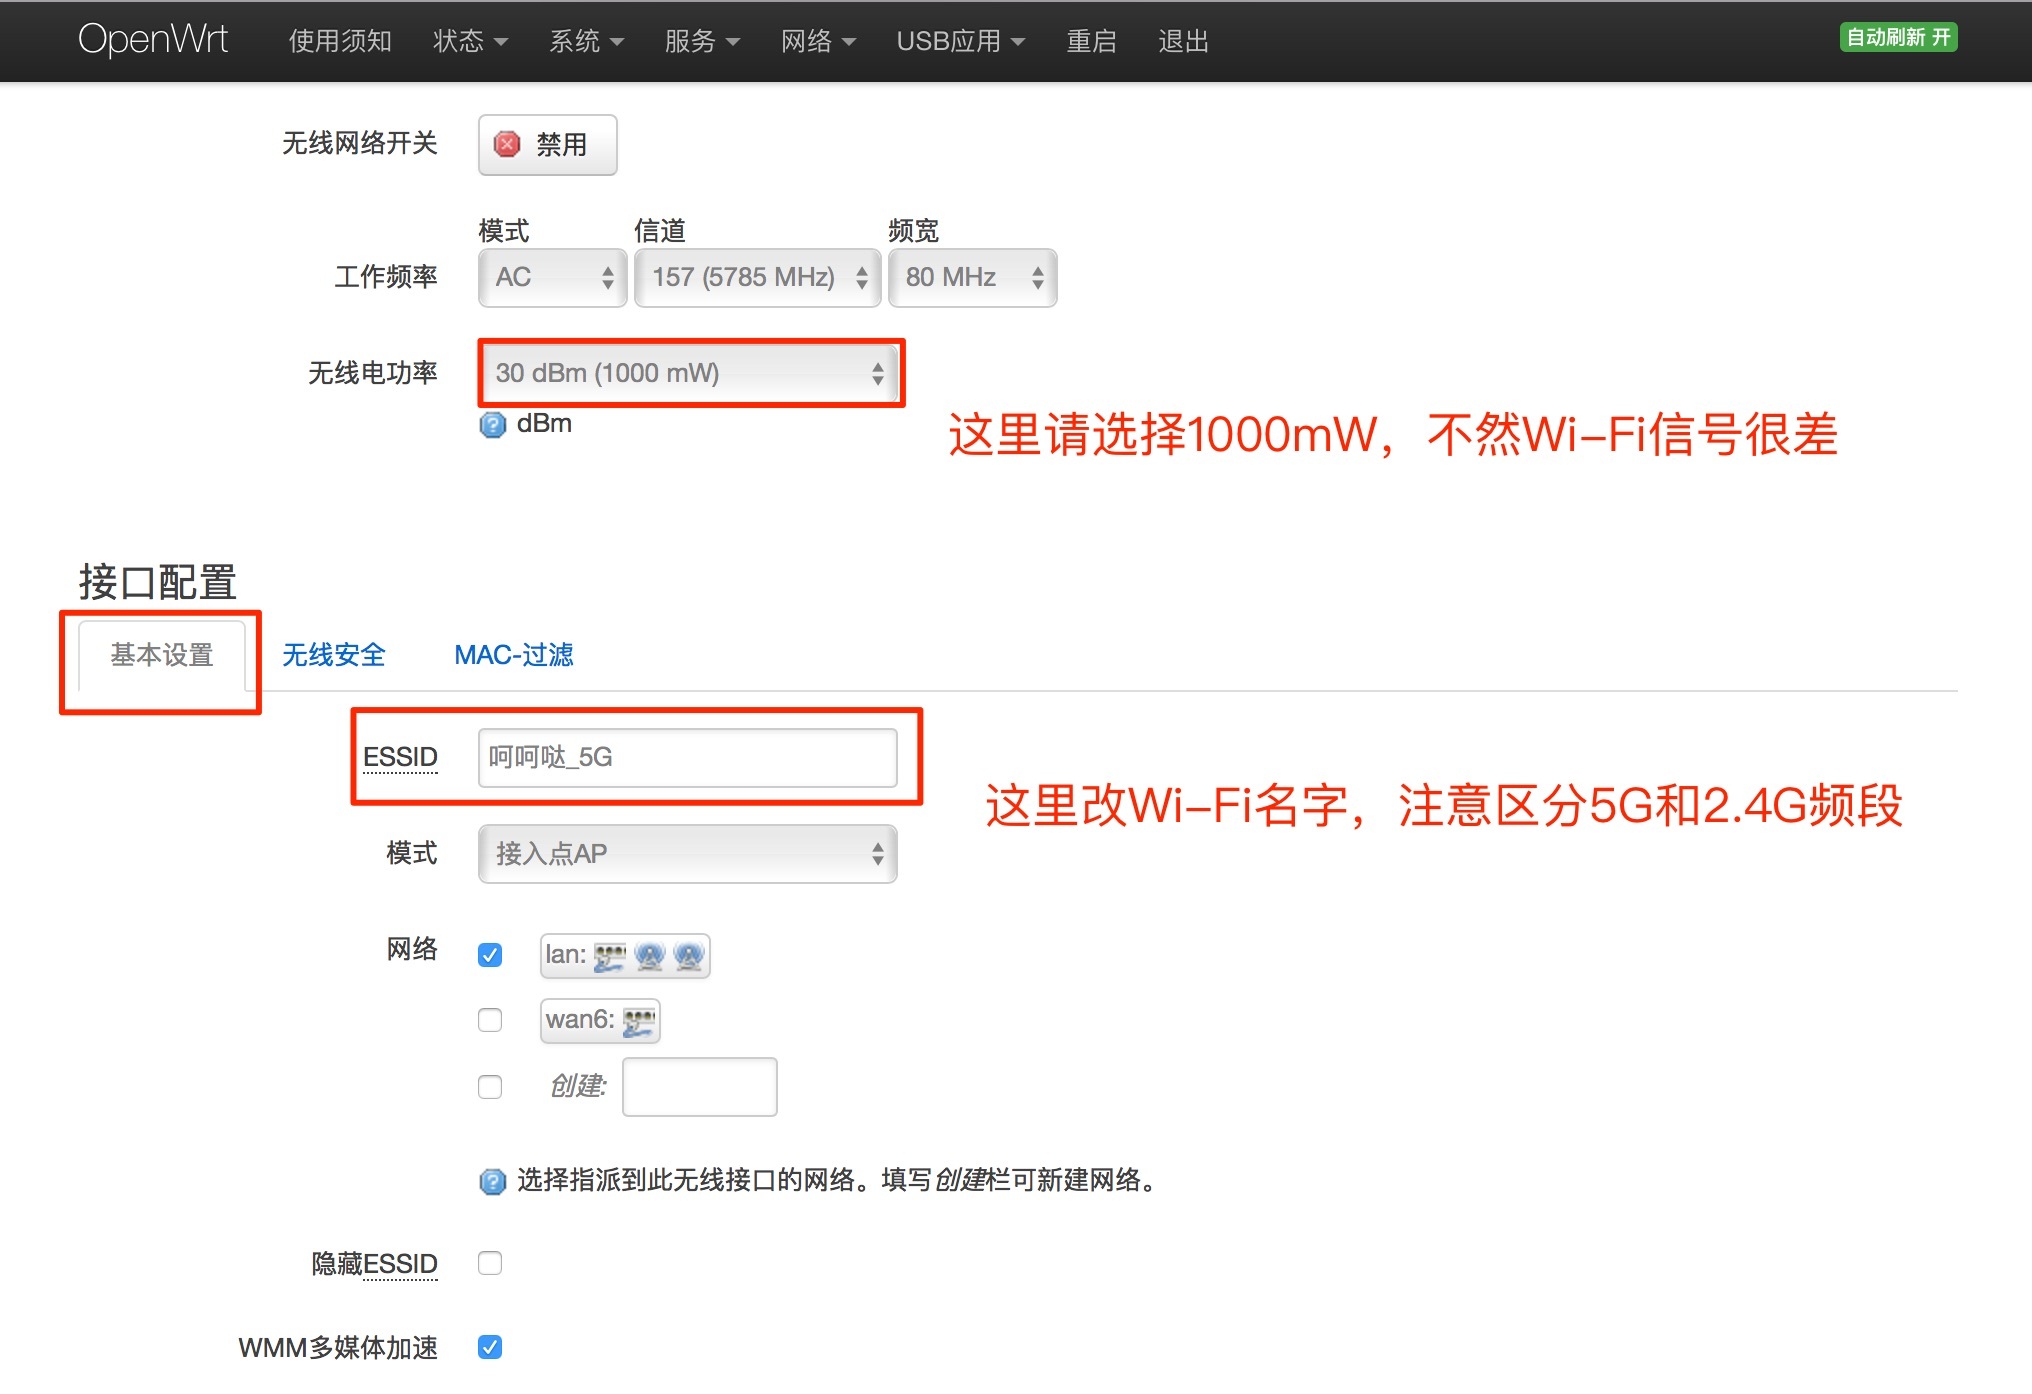 OpenWrt 使用须知 状态 系统 服务 网络 USB应用 重启 退出 自动刷新 开
无线网络开关 禁用
模式 信道 频宽
工作频率 AC 157 (5785 MHz) 80 MHz
无线电功率 30 dBm (1000 mW)
dBm
这里请选择1000mW，不然Wi-Fi信号很差
接口配置
基本设置 无线安全 MAC-过滤
ESSID 呵呵哒_5G
这里改Wi-Fi名字，注意区分5G和2.4G频段
模式 接入点AP
网络 lan:
wan6:
创建:
选择指派到此无线接口的网络。填写创建栏可新建网络。
隐藏ESSID
WMM多媒体加速